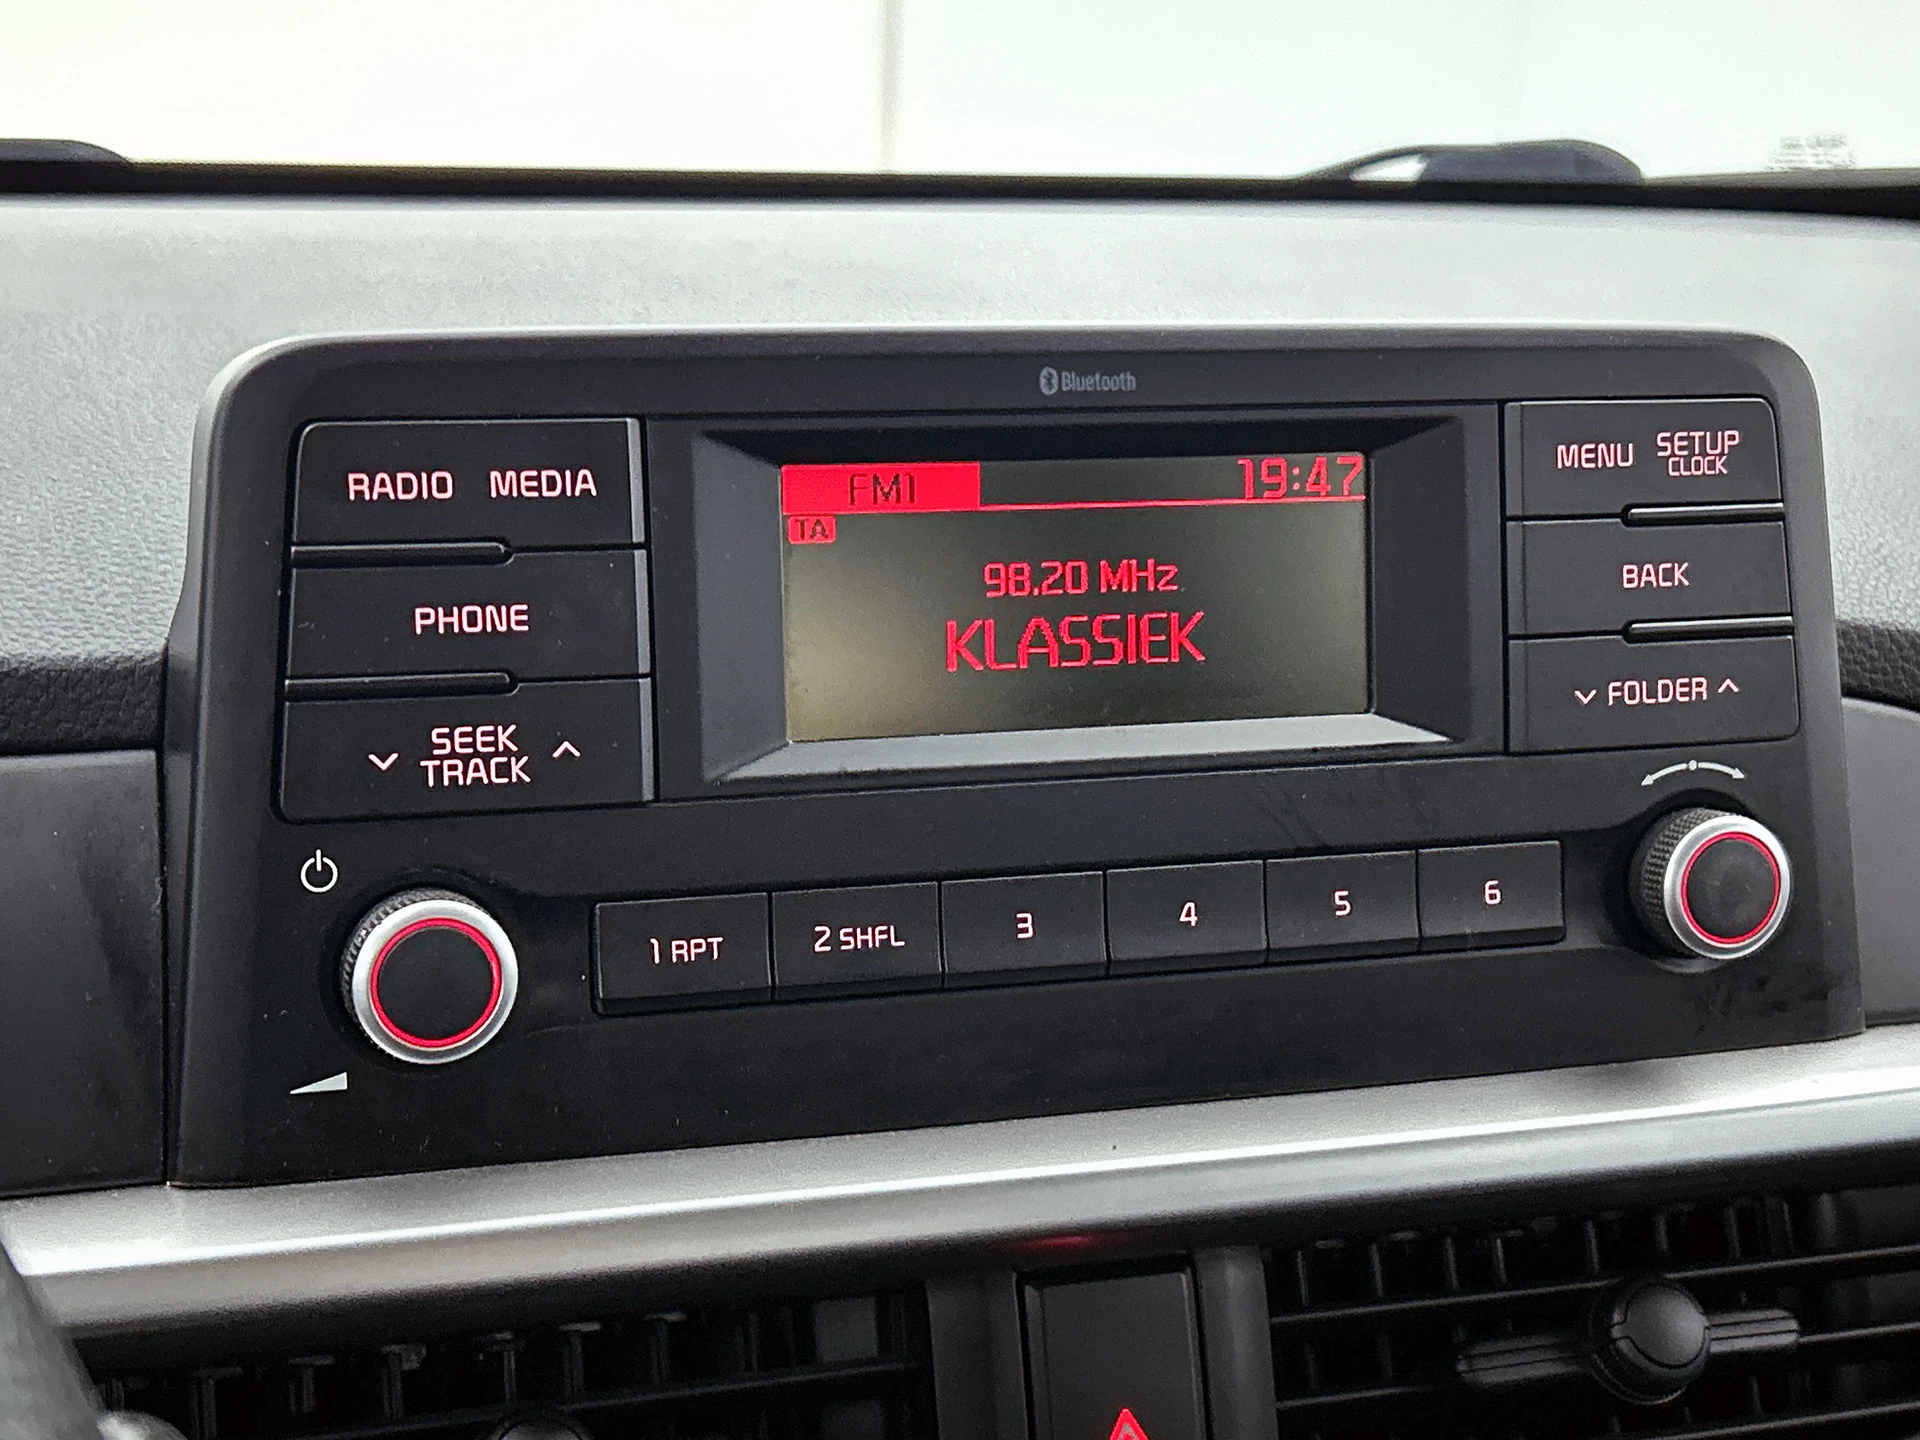 Bluetooth
RADIO MEDIA
PHONE
SEEK
TRACK
FM1 19:47
TA
98.20 MHz
KLASSIEK
MENU SETUP
CLOCK
BACK
FOLDER
1 RPT 2 SHFL 3 4 5 6